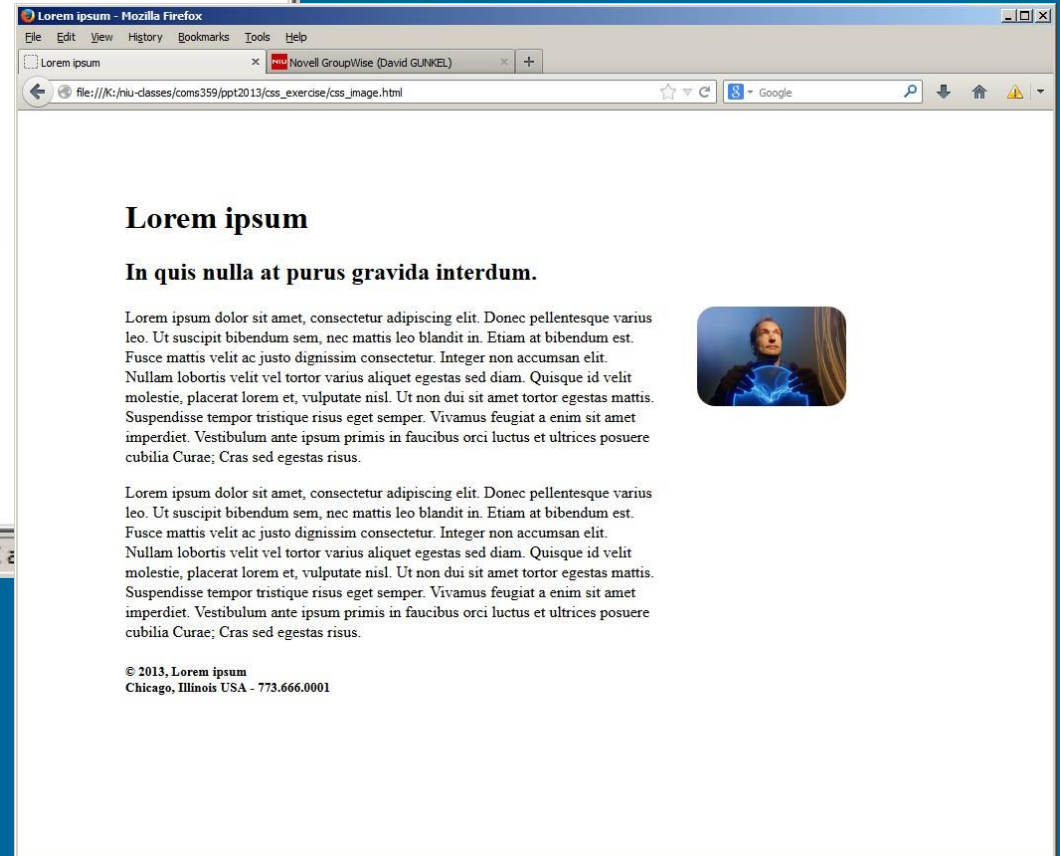 Lorem ipsum - Mozilla Firefox
File Edit View History Bookmarks Tools Help
Lorem ipsum
NIU Novell GroupWise (David GUNKEL)
file:///K:/niu-classes/coms359/ppt2013/css_exercise/css_image.html
8 Google
Lorem ipsum
In quis nulla at purus gravida interdum.
Lorem ipsum dolor sit amet, consectetur adipiscing elit. Donec pellentesque varius
leo. Ut suscipit bibendum sem, nec mattis leo blandit in. Etiam at bibendum est.
Fusce mattis velit ac justo dignissim consectetur. Integer non accumsan elit.
Nullam lobortis velit vel tortor varius aliquet egestas sed diam. Quisque id velit
molestie, placerat lorem et, vulputate nisl. Ut non dui sit amet tortor egestas mattis.
Suspendisse tempor tristique risus eget semper. Vivamus feugiat a enim sit amet
imperdiet. Vestibulum ante ipsum primis in faucibus orci luctus et ultrices posuere
cubilia Curae; Cras sed egestas risus.
Lorem ipsum dolor sit amet, consectetur adipiscing elit. Donec pellentesque varius
leo. Ut suscipit bibendum sem, nec mattis leo blandit in. Etiam at bibendum est.
Fusce mattis velit ac justo dignissim consectetur. Integer non accumsan elit.
Nullam lobortis velit vel tortor varius aliquet egestas sed diam. Quisque id velit
molestie, placerat lorem et, vulputate nisl. Ut non dui sit amet tortor egestas mattis.
Suspendisse tempor tristique risus eget semper. Vivamus feugiat a enim sit amet
imperdiet. Vestibulum ante ipsum primis in faucibus orci luctus et ultrices posuere
cubilia Curae; Cras sed egestas risus.
© 2013, Lorem ipsum
Chicago, Illinois USA - 773.666.0001